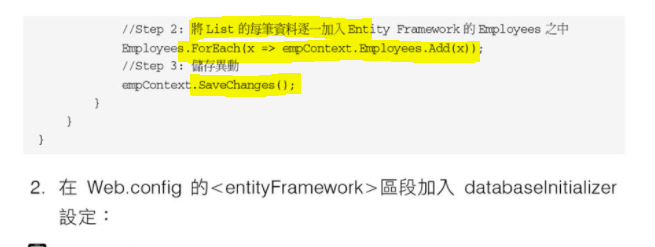 //Step 2: 將 List 的每筆資料逐一加入 Entity Framework 的 Employees 之中
Employees.ForEach(x => empContext.Employees.Add(x));
//Step 3: 儲存異動
empContext.SaveChanges();
}
}
}
2. 在 Web.config 的<entityFramework>區段加入 databaseInitializer
設定：